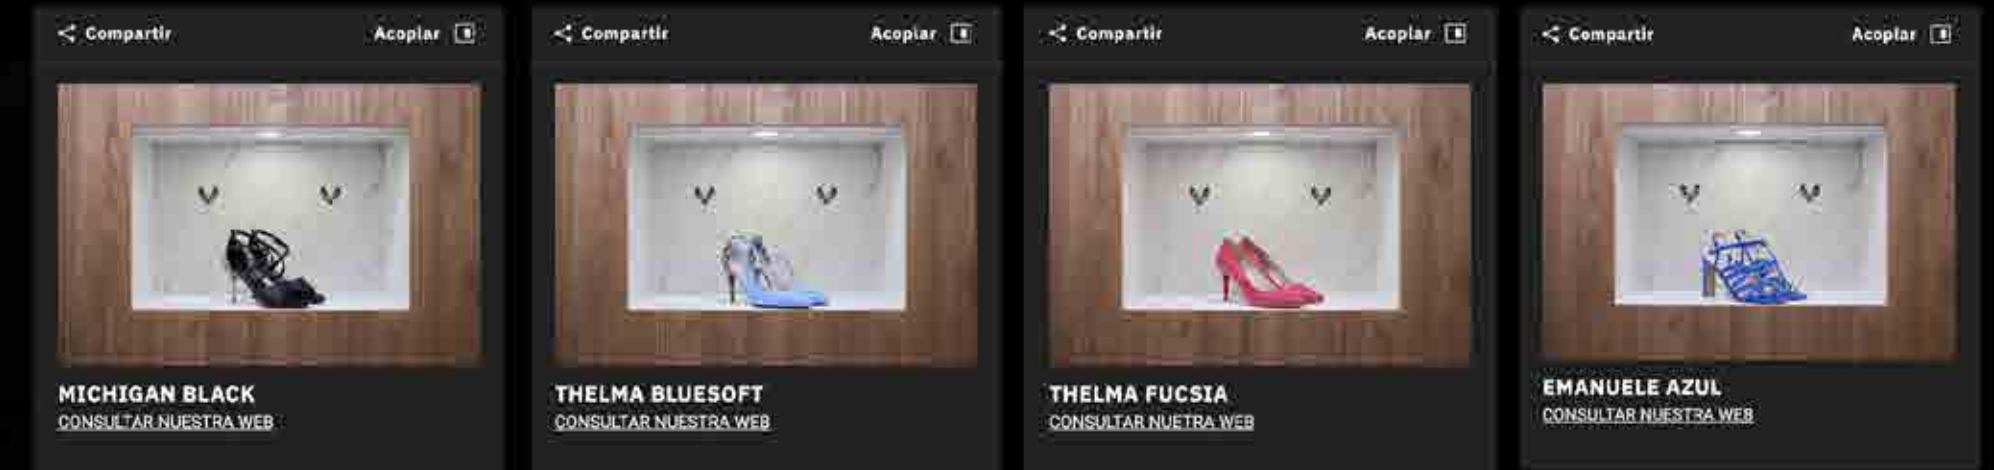 Compartir
Acoplar
Compartir
Acoplar
Compartir
Acoplar
Compartir
Acoplar
MICHIGAN BLACK
CONSULTAR NUESTRA WEB
THELMA BLUESOFT
CONSULTAR NUESTRA WEB
THELMA FUCSIA
CONSULTAR NUETRA WEB
EMANUELE AZUL
CONSULTAR NUESTRA WEB